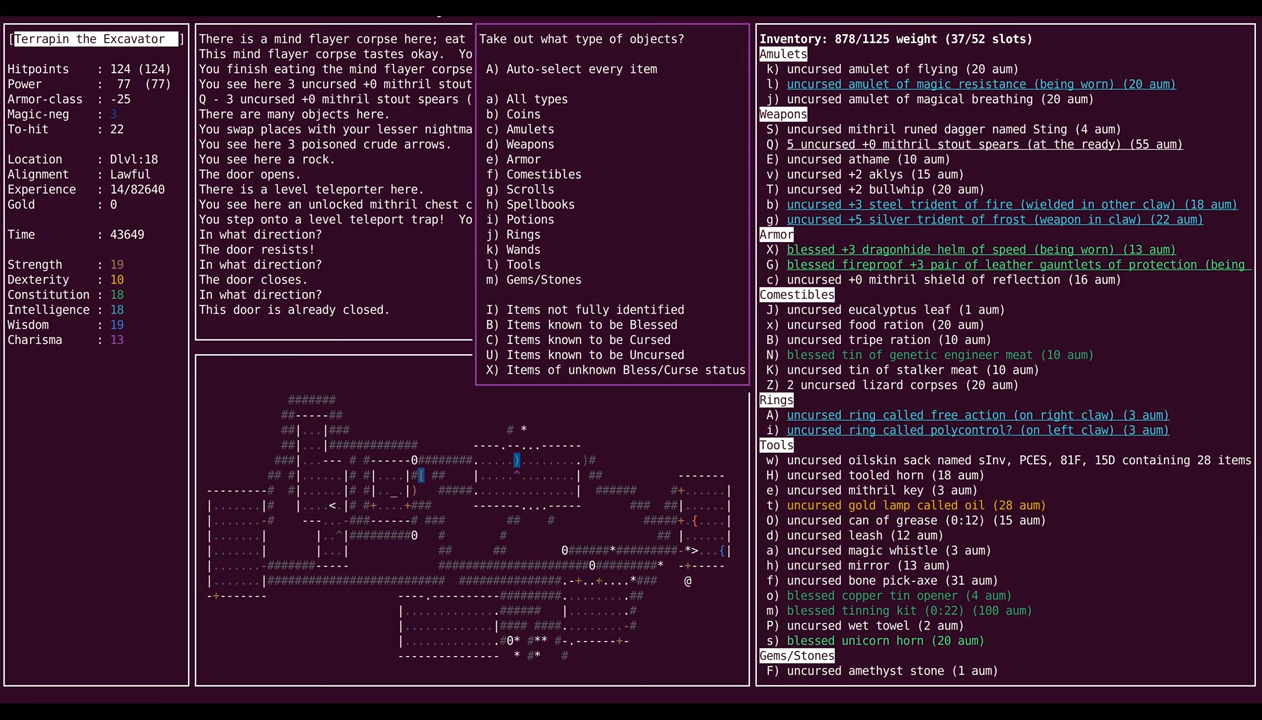 [Terrapin the Excavator ]
Hitpoints : 124 (124)
Power : 77 (77)
Armor-class : -25
Magic-neg : 3
To-hit : 22
Location : Dlvl:18
Alignment : Lawful
Experience : 14/82640
Gold : 0
Time : 43649
Strength : 19
Dexterity : 10
Constitution : 18
Intelligence : 18
Wisdom : 19
Charisma : 13
There is a mind flayer corpse here; eat
This mind flayer corpse tastes okay. Yo
You finish eating the mind flayer corpse
You see here 3 uncursed +0 mithril stout
Q - 3 uncursed +0 mithril stout spears (
There are many objects here.
You swap places with your lesser nightma
You see here 3 poisoned crude arrows.
You see here a rock.
The door opens.
There is a level teleporter here.
You see here an unlocked mithril chest c
You step onto a level teleport trap! Yo
In what direction?
The door resists!
In what direction?
The door closes.
In what direction?
This door is already closed.
Take out what type of objects?
A) Auto-select every item
a) All types
b) Coins
c) Amulets
d) Weapons
e) Armor
f) Comestibles
g) Scrolls
h) Spellbooks
i) Potions
j) Rings
k) Wands
l) Tools
m) Gems/Stones
I) Items not fully identified
B) Items known to be Blessed
C) Items known to be Cursed
U) Items known to be Uncursed
X) Items of unknown Bless/Curse status
Inventory: 878/1125 weight (37/52 slots)
Amulets
k) uncursed amulet of flying (20 aum)
l) uncursed amulet of magic resistance (being worn) (20 aum)
j) uncursed amulet of magical breathing (20 aum)
Weapons
S) uncursed mithril runed dagger named Sting (4 aum)
Q) 5 uncursed +0 mithril stout spears (at the ready) (55 aum)
E) uncursed athame (10 aum)
v) uncursed +2 aklys (15 aum)
T) uncursed +2 bullwhip (20 aum)
b) uncursed +3 steel trident of fire (wielded in other claw) (18 aum)
g) uncursed +5 silver trident of frost (weapon in claw) (22 aum)
Armor
X) blessed +3 dragonhide helm of speed (being worn) (13 aum)
G) blessed fireproof +3 pair of leather gauntlets of protection (being
c) uncursed +0 mithril shield of reflection (16 aum)
Comestibles
J) uncursed eucalyptus leaf (1 aum)
x) uncursed food ration (20 aum)
B) uncursed tripe ration (10 aum)
N) blessed tin of genetic engineer meat (10 aum)
K) uncursed tin of stalker meat (10 aum)
Z) 2 uncursed lizard corpses (20 aum)
Rings
A) uncursed ring called free action (on right claw) (3 aum)
i) uncursed ring called polycontrol? (on left claw) (3 aum)
Tools
w) uncursed oilskin sack named sInv, PCES, 81F, 15D containing 28 items
H) uncursed tooled horn (18 aum)
e) uncursed mithril key (3 aum)
t) uncursed gold lamp called oil (28 aum)
O) uncursed can of grease (0:12) (15 aum)
d) uncursed leash (12 aum)
a) uncursed magic whistle (3 aum)
h) uncursed mirror (13 aum)
f) uncursed bone pick-axe (31 aum)
o) blessed copper tin opener (4 aum)
m) blessed tinning kit (0:22) (100 aum)
P) uncursed wet towel (2 aum)
s) blessed unicorn horn (20 aum)
Gems/Stones
F) uncursed amethyst stone (1 aum)